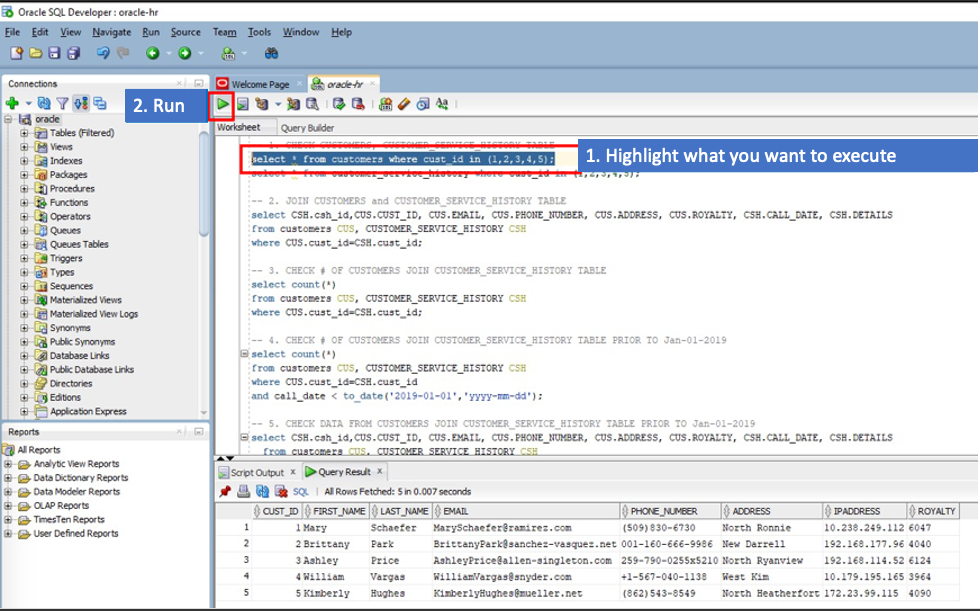 Oracle SQL Developer : oracle-hr
File Edit View Navigate Run Source Team Tools Window Help
Connections
Welcome Page
oracle-hr
2. Run
Worksheet
Query Builder
oracle
Tables (Filtered)
Views
Indexes
Packages
Procedures
Functions
Operators
Queues
Queues Tables
Triggers
Types
Sequences
Materialized Views
Materialized View Logs
Synonyms
Public Synonyms
Database Links
Public Database Links
Directories
Editions
Application Express
-- 1. CHECK CUSTOMERS, CUSTOMER_SERVICE_HISTORY TABLE
select * from customers where cust_id in (1,2,3,4,5);
1. Highlight what you want to execute
select * from customer_service_history where cust_id in (1,2,3,4,5);
-- 2. JOIN CUSTOMERS and CUSTOMER_SERVICE_HISTORY TABLE
select CSH.csh_id,CUS.CUST_ID, CUS.EMAIL, CUS.PHONE_NUMBER, CUS.ADDRESS, CUS.ROYALTY, CSH.CALL_DATE, CSH.DETAILS
from customers CUS, CUSTOMER_SERVICE_HISTORY CSH
where CUS.cust_id=CSH.cust_id;
-- 3. CHECK # OF CUSTOMERS JOIN CUSTOMER_SERVICE_HISTORY TABLE
select count(*)
from customers CUS, CUSTOMER_SERVICE_HISTORY CSH
where CUS.cust_id=CSH.cust_id;
-- 4. CHECK # OF CUSTOMERS JOIN CUSTOMER_SERVICE_HISTORY TABLE PRIOR TO Jan-01-2019
select count(*)
from customers CUS, CUSTOMER_SERVICE_HISTORY CSH
where CUS.cust_id=CSH.cust_id
and call_date < to_date('2019-01-01','yyyy-mm-dd');
-- 5. CHECK DATA FROM CUSTOMERS JOIN CUSTOMER_SERVICE_HISTORY TABLE PRIOR TO Jan-01-2019
select CSH.csh_id,CUS.CUST_ID, CUS.EMAIL, CUS.PHONE_NUMBER, CUS.ADDRESS, CUS.ROYALTY, CSH.CALL_DATE, CSH.DETAILS
from customers CUS, CUSTOMER_SERVICE_HISTORY CSH
Reports
All Reports
Analytic View Reports
Data Dictionary Reports
Data Modeler Reports
OLAP Reports
TimesTen Reports
User Defined Reports
Script Output x Query Result x
SQL | All Rows Fetched: 5 in 0.007 seconds
CUST_ID FIRST_NAME LAST_NAME EMAIL PHONE_NUMBER ADDRESS IPADDRESS ROYALTY
1 1 Mary Schaefer MarySchaefer@ramirez.com (509)830-6730 North Ronnie 10.238.249.112 6047
2 2 Brittany Park BrittanyPark@sanchez-vasquez.net 001-160-666-9986 New Darrell 192.168.177.96 4040
3 3 Ashley Price AshleyPrice@allen-singleton.com 259-790-0255x5210 North Ryanview 192.168.114.52 6124
4 4 William Vargas WilliamVargas@snyder.com +1-567-040-1138 West Kim 10.179.195.165 3964
5 5 Kimberly Hughes KimberlyHughes@mueller.net (862)543-8549 North Heatherfort 172.23.99.115 4090